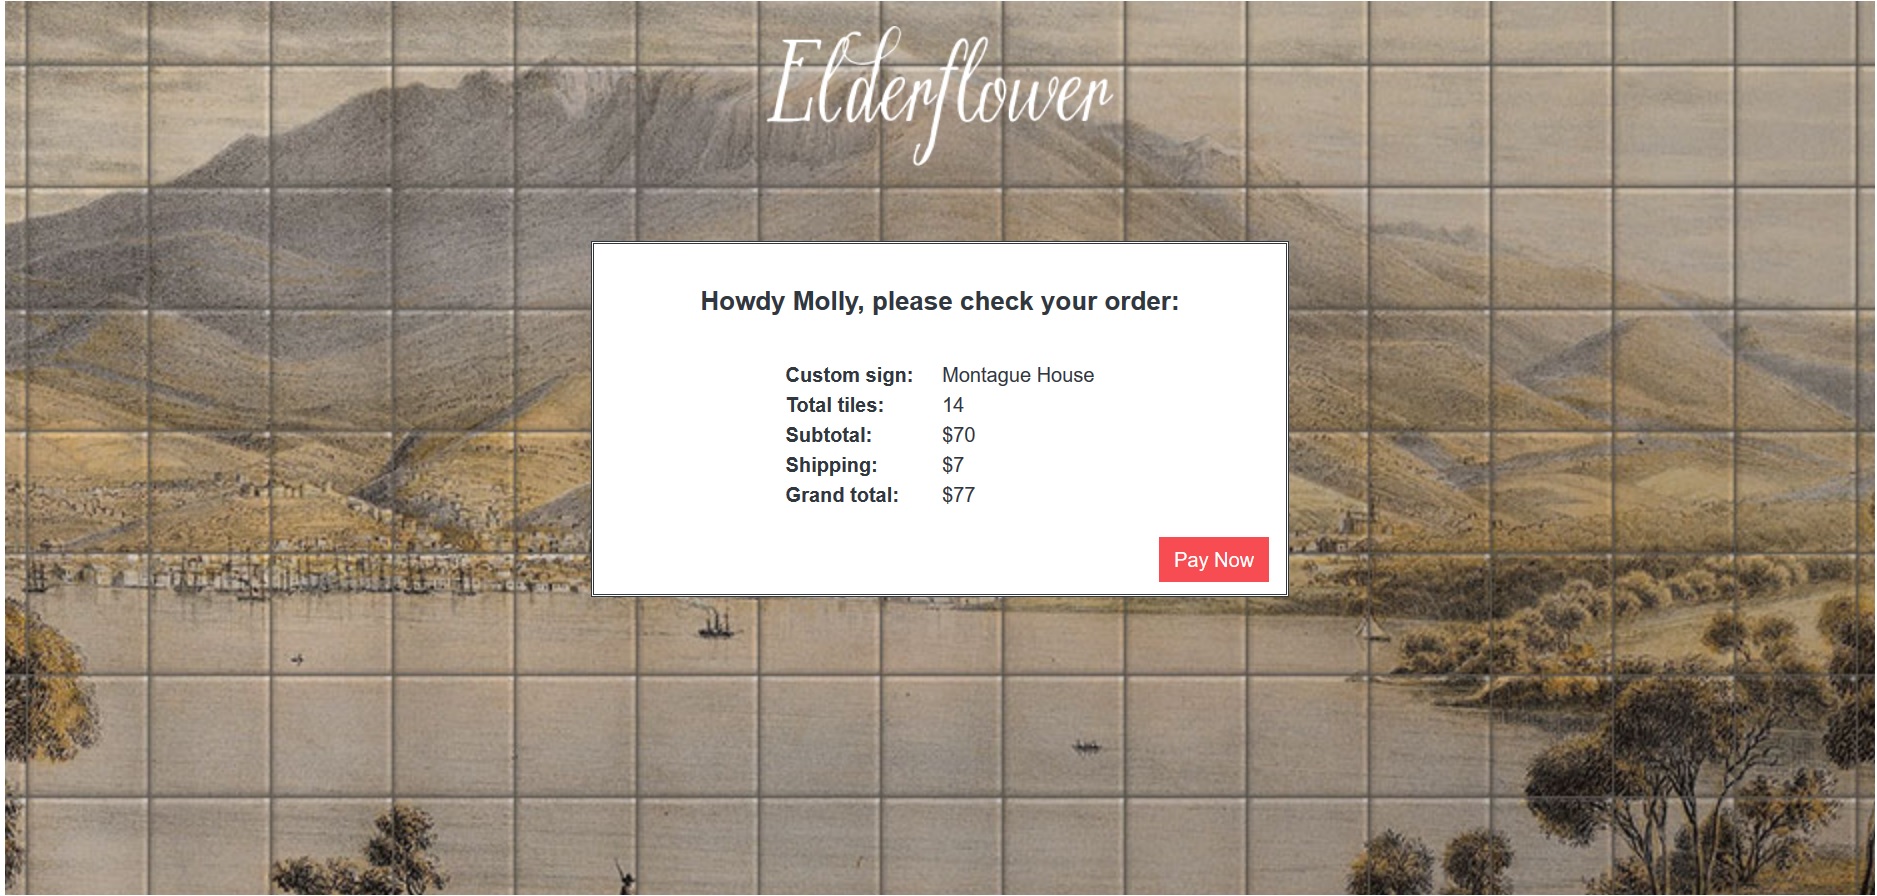 Elderflower
Howdy Molly, please check your order:
Custom sign: Montague House
Total tiles: 14
Subtotal: $70
Shipping: $7
Grand total: $77
Pay Now